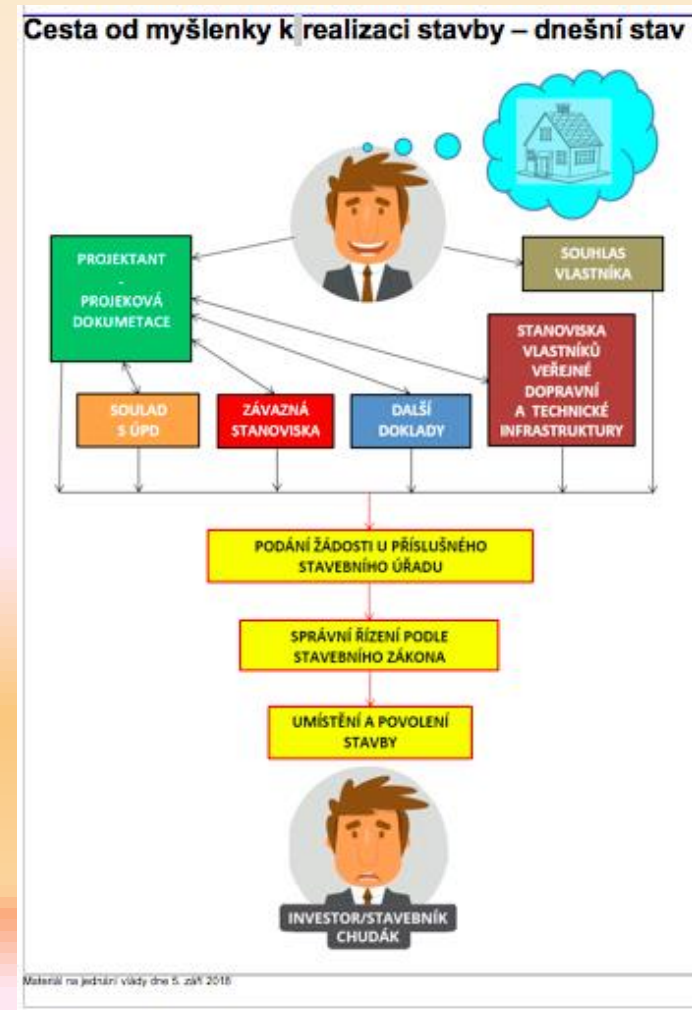 Cesta od myšlenky k realizaci stavby – dnešní stav
PROJEKTANT
-
PROJEKOVÁ
DOKUMETACE
SOUHLAS
VLASTNÍKA
STANOVISKA
VLASTNÍKŮ
VEŘEJNÉ
DOPRAVNÍ
A TECHNICKÉ
INFRASTRUKTURY
SOULAD
S ÚPD
ZÁVAZNÁ
STANOVISKA
DALŠÍ
DOKLADY
PODÁNÍ ŽÁDOSTI U PŘÍSLUŠNÉHO
STAVEBNÍHO ÚŘADU
SPRÁVNÍ ŘÍZENÍ PODLE
STAVEBNÍHO ZÁKONA
UMÍSTĚNÍ A POVOLENÍ
STAVBY
INVESTOR/STAVEBNÍK
CHUDÁK
Materiál na jednání vlády dne 5. září 2018